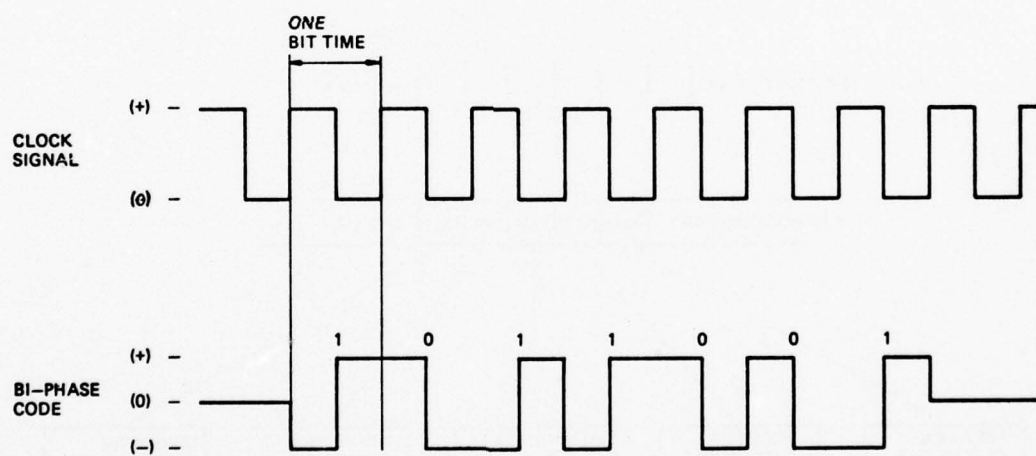 ONE
BIT TIME
(+) –
CLOCK
SIGNAL
(0) –
1 0 1 1 0 0 1
(+) –
BI–PHASE
CODE
(0) –
(–) –